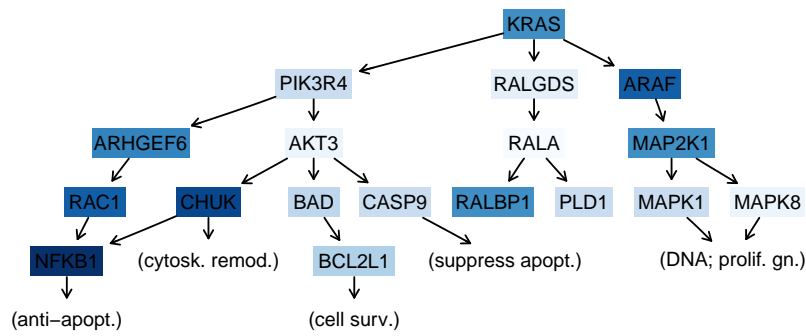 KRAS
PIK3R4 RALGDS ARAF
ARHGEF6 AKT3 RALA MAP2K1
RAC1 CHUK BAD CASP9 RALBP1 PLD1 MAPK1 MAPK8
NFKB1 (cytosk. remod.) BCL2L1 (suppress apopt.) (DNA; prolif. gn.)
(anti−apopt.) (cell surv.)